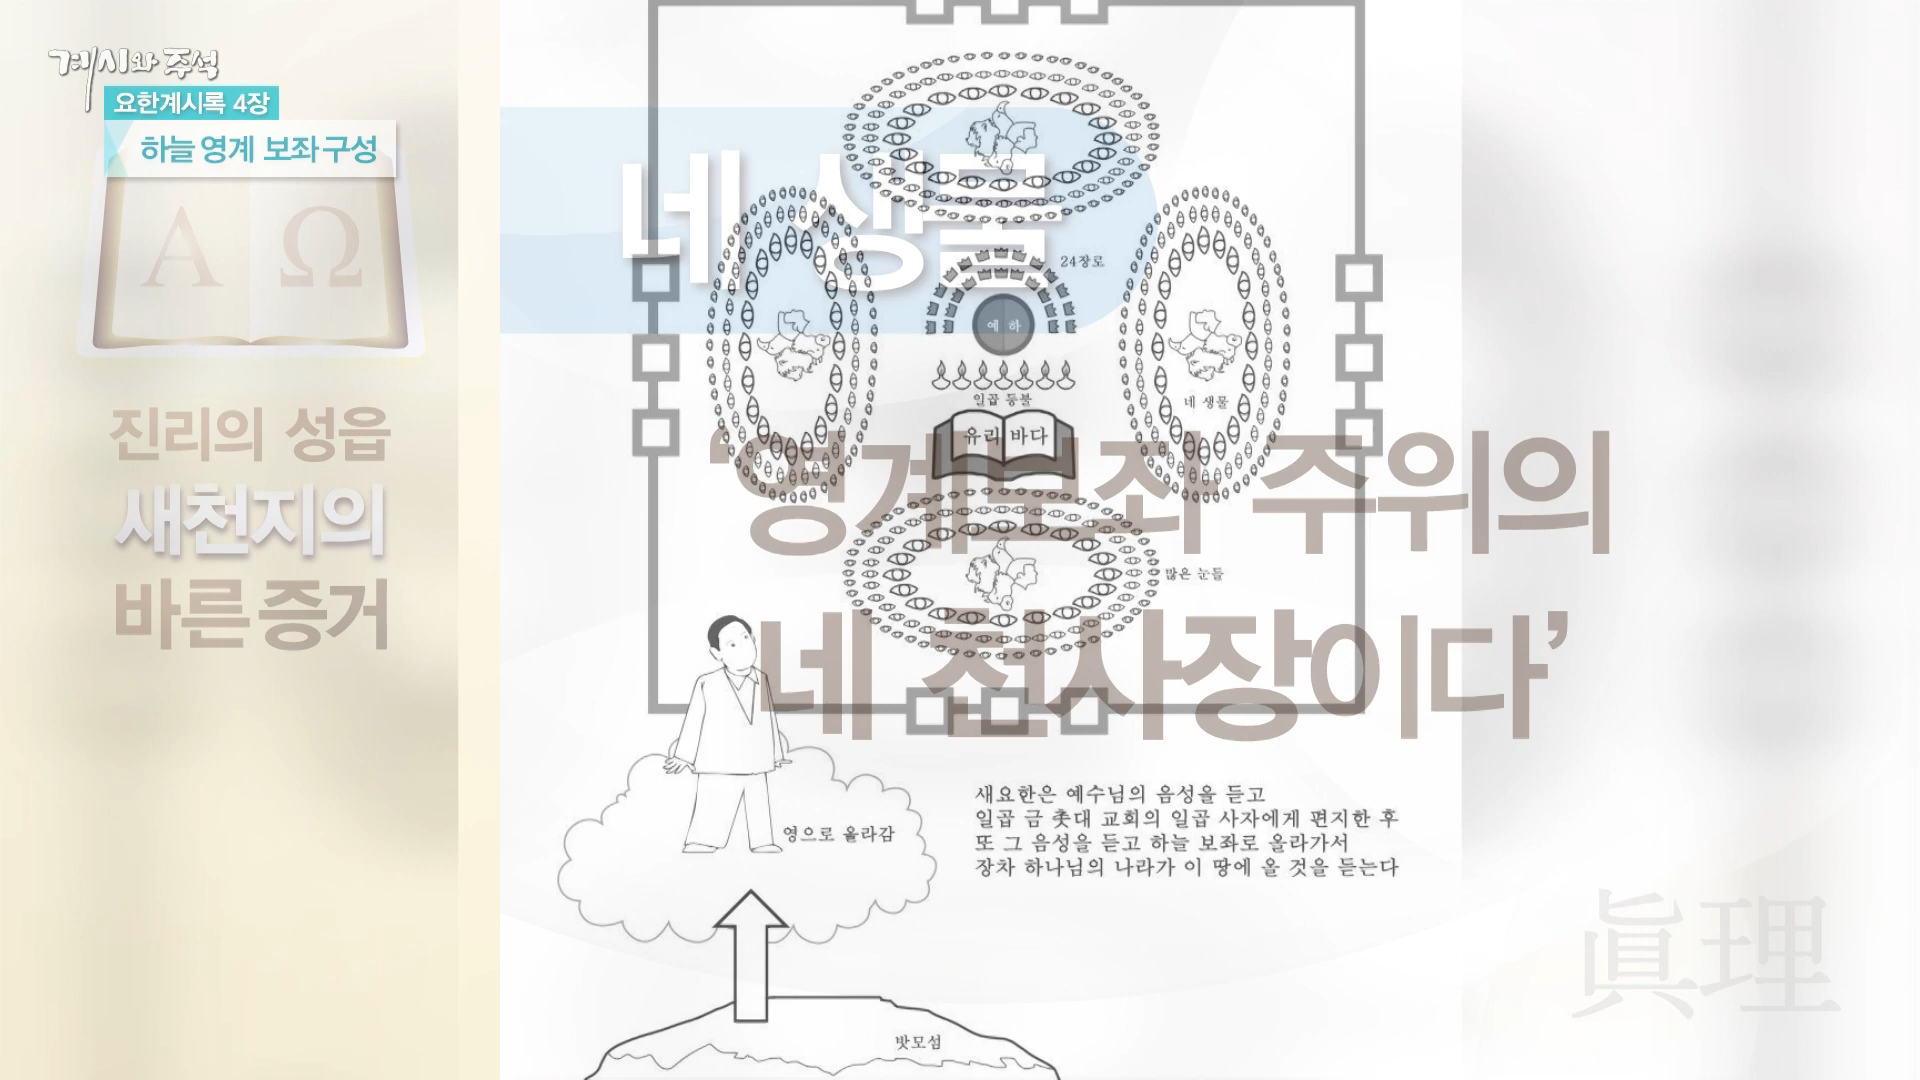 계시와 주석
요한계시록 4장
하늘 영계 보좌 구성
Α Ω
진리의 성읍
새천지의
바른 증거
네 생물
24장로
예 하
일곱 등불
네 생물
유리 바다
‘영계보좌 주위의
많은 눈들
네 천사장이다’
새요한은 예수님의 음성을 듣고
일곱 금 촛대 교회의 일곱 사자에게 편지한 후
또 그 음성을 듣고 하늘 보좌로 올라가서
장차 하나님의 나라가 이 땅에 올 것을 듣는다
영으로 올라감
眞理
밧모섬